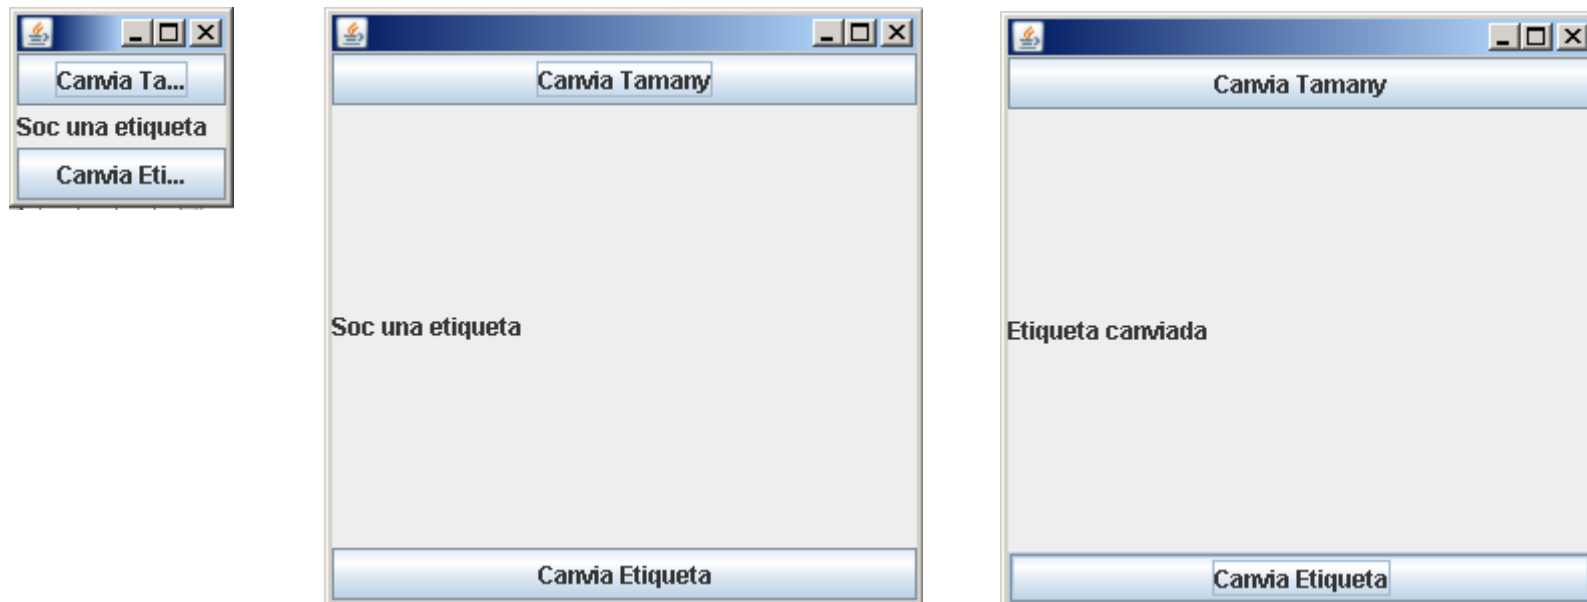 Canvia Ta...
Soc una etiqueta
Canvia Eti...
Canvia Tamany
Soc una etiqueta
Canvia Etiqueta
Canvia Tamany
Etiqueta canviada
Canvia Etiqueta